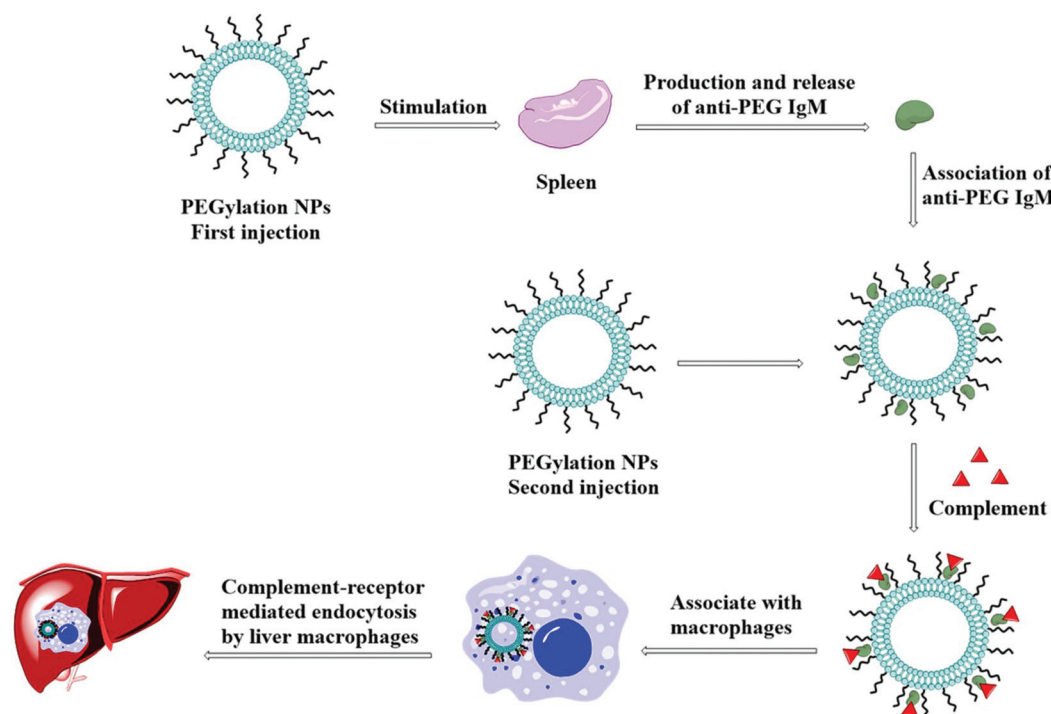 Stimulation
Production and release
of anti-PEG IgM
Spleen
PEGylation NPs
First injection
Association of
anti-PEG IgM
PEGylation NPs
Second injection
Complement
Complement-receptor
mediated endocytosis
by liver macrophages
Associate with
macrophages